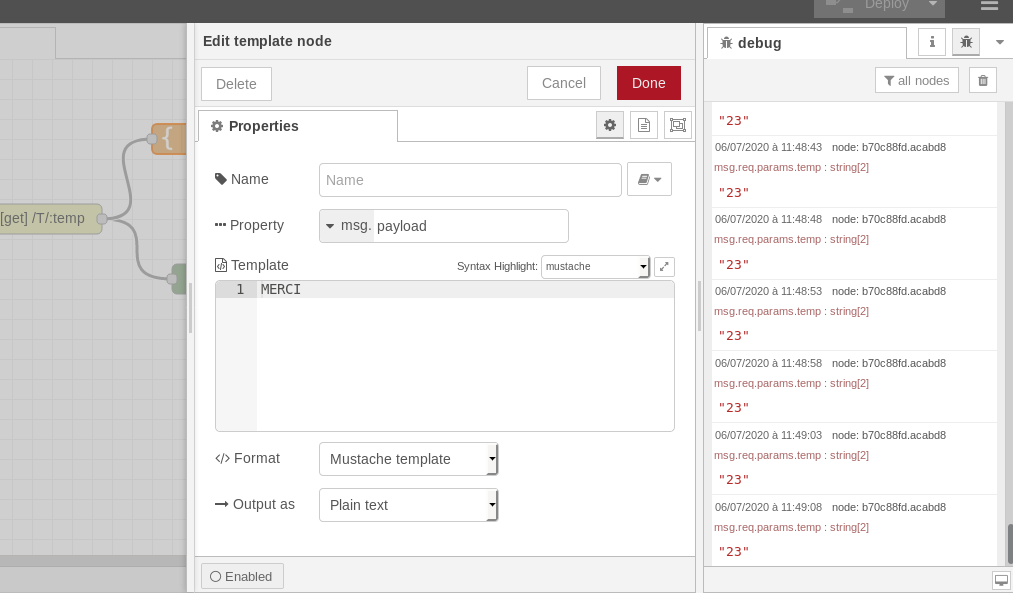 Deploy
Edit template node
Delete
Cancel
Done
Properties
Name
Name
Property
msg. payload
Template
Syntax Highlight: mustache
1 MERCI
</> Format
Mustache template
Output as
Plain text
Enabled
{
[get] /T/:temp
debug
i
all nodes
"23"
06/07/2020 à 11:48:43 node: b70c88fd.acabd8
msg.req.params.temp : string[2]
"23"
06/07/2020 à 11:48:48 node: b70c88fd.acabd8
msg.req.params.temp : string[2]
"23"
06/07/2020 à 11:48:53 node: b70c88fd.acabd8
msg.req.params.temp : string[2]
"23"
06/07/2020 à 11:48:58 node: b70c88fd.acabd8
msg.req.params.temp : string[2]
"23"
06/07/2020 à 11:49:03 node: b70c88fd.acabd8
msg.req.params.temp : string[2]
"23"
06/07/2020 à 11:49:08 node: b70c88fd.acabd8
msg.req.params.temp : string[2]
"23"